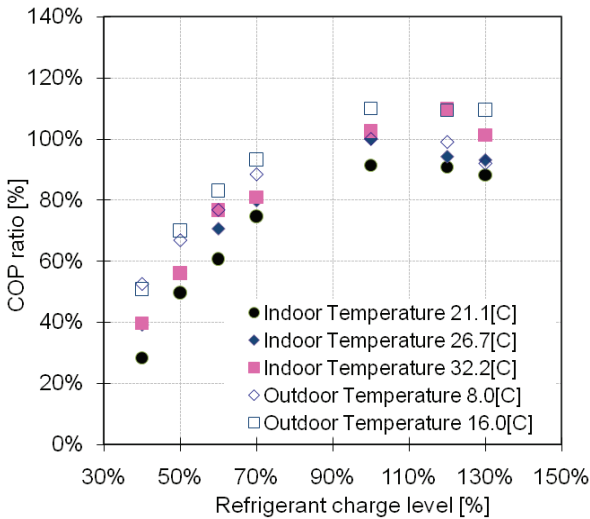 140%
120%
100%
80%
60%
40%
20%
0%
COP ratio [%]
Indoor Temperature 21.1[C]
Indoor Temperature 26.7[C]
Indoor Temperature 32.2[C]
Outdoor Temperature 8.0[C]
Outdoor Temperature 16.0[C]
30% 50% 70% 90% 110% 130% 150%
Refrigerant charge level [%]